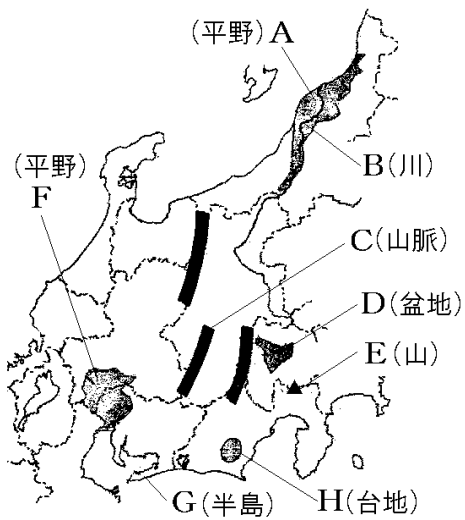 (平野)A
B(川)
(平野)
F
C(山脈)
D(盆地)
E(山)
G(半島)
H(台地)